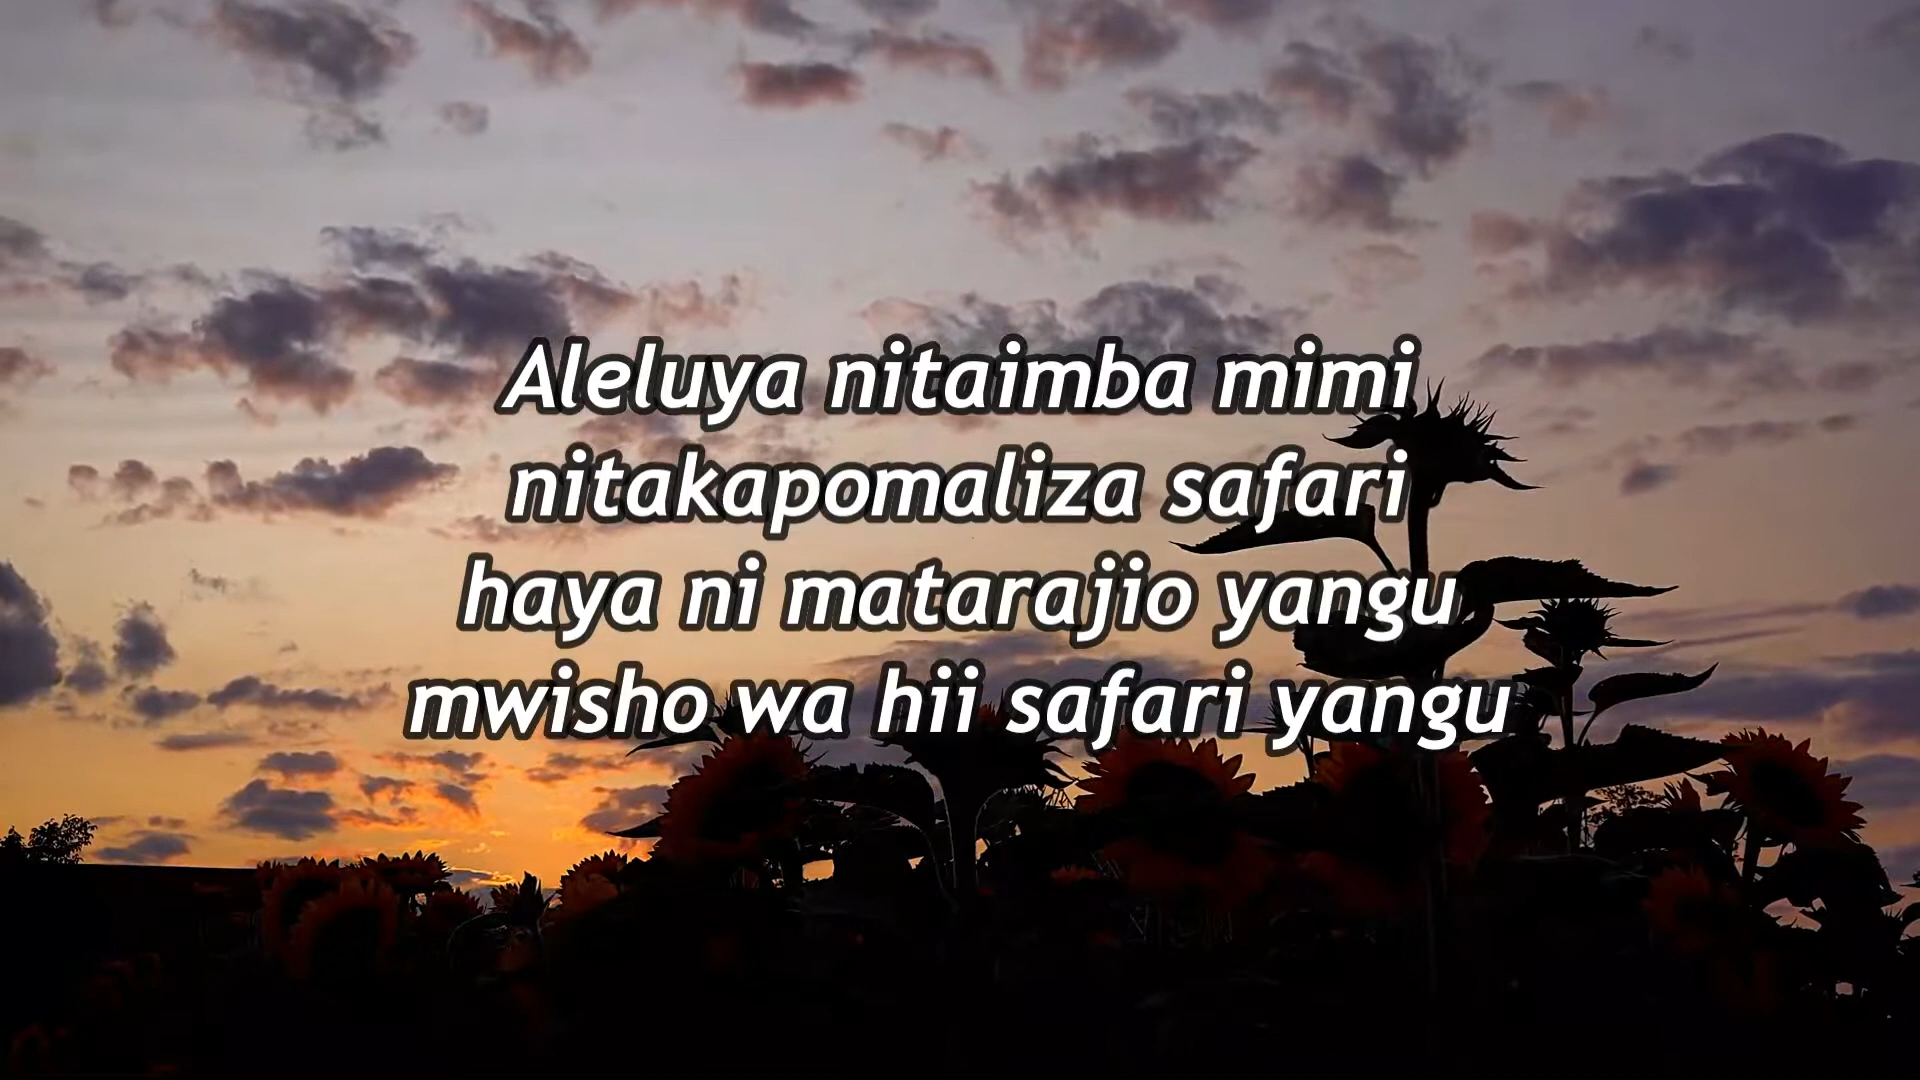 Aleluya nitaimba mimi
nitakapomaliza safari
haya ni matarajio yangu
mwisho wa hii safari yangu